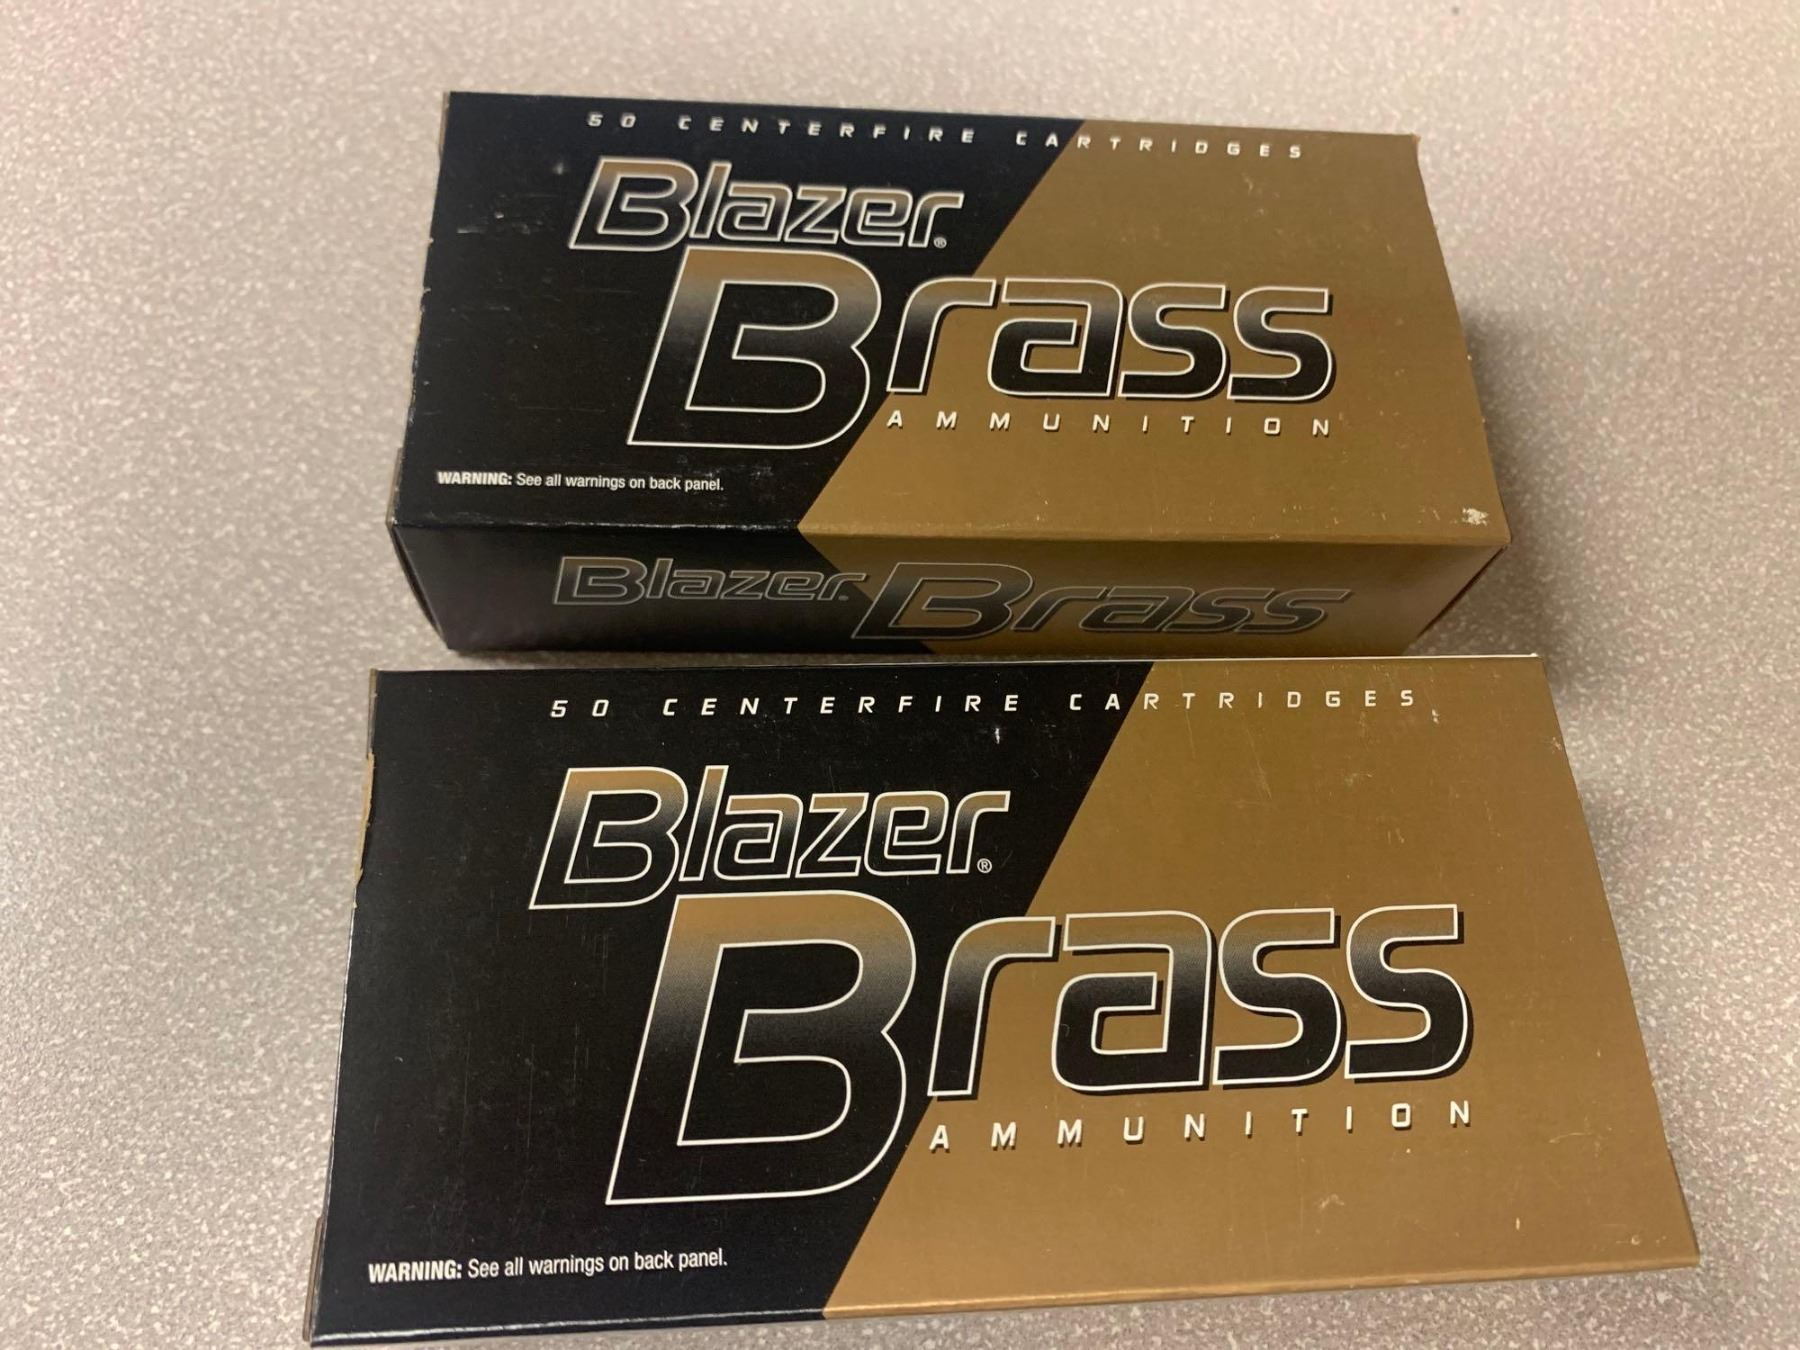 50 CENTERFIRE CARTRIDGES
Blazer®
Brass
AMMUNITION
WARNING: See all warnings on back panel.
Blazer Brass
50 CENTERFIRE CARTRIDGES
Blazer®
Brass
AMMUNITION
WARNING: See all warnings on back panel.